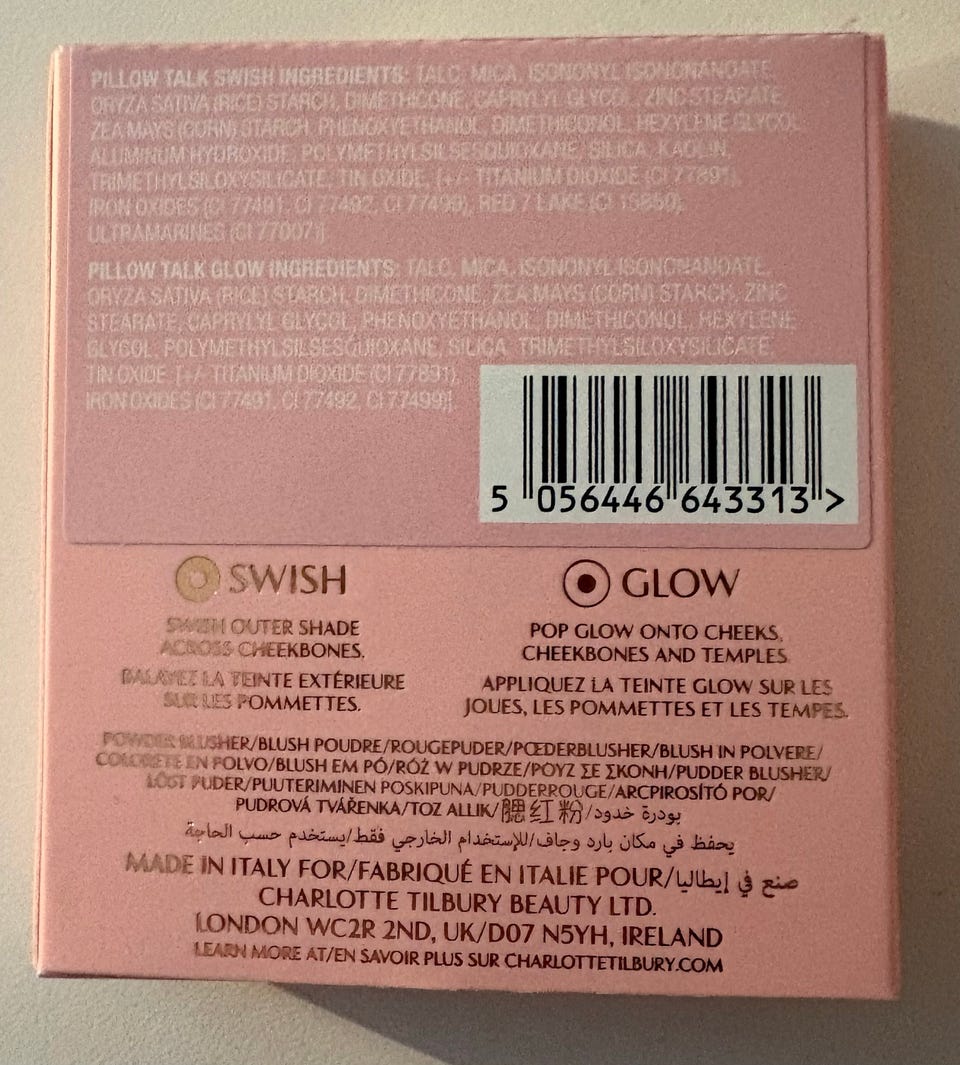 PILLOW TALK SWISH INGREDIENTS: TALC, MICA, ISONONYL ISONONANOATE,
ORYZA SATIVA (RICE) STARCH, DIMETHICONE, CAPRYLYL GLYCOL, ZINC STEARATE,
ZEA MAYS (CORN) STARCH, PHENOXYETHANOL, DIMETHICONOL, HEXYLENE GLYCOL,
ALUMINUM HYDROXIDE, POLYMETHYLSILSESQUIOXANE, SILICA, KAOLIN,
TRIMETHYLSILOXYSILICATE, TIN OXIDE, [+/- TITANIUM DIOXIDE (CI 77891),
IRON OXIDES (CI 77491, CI 77492, CI 77499), RED 7 LAKE (CI 15850),
ULTRAMARINES (CI 77007)]
PILLOW TALK GLOW INGREDIENTS: TALC, MICA, ISONONYL ISONONANOATE,
ORYZA SATIVA (RICE) STARCH, DIMETHICONE, ZEA MAYS (CORN) STARCH, ZINC
STEARATE, CAPRYLYL GLYCOL, PHENOXYETHANOL, DIMETHICONOL, HEXYLENE
GLYCOL, POLYMETHYLSILSESQUIOXANE, SILICA, TRIMETHYLSILOXYSILICATE,
TIN OXIDE, [+/- TITANIUM DIOXIDE (CI 77891),
IRON OXIDES (CI 77491, CI 77492, CI 77499)].
5 056446 643313 >
SWISH
SWISH OUTER SHADE
ACROSS CHEEKBONES.
BALAYEZ LA TEINTE EXTÉRIEURE
SUR LES POMMETTES.
GLOW
POP GLOW ONTO CHEEKS,
CHEEKBONES AND TEMPLES
APPLIQUEZ LA TEINTE GLOW SUR LES
JOUES, LES POMMETTES ET LES TEMPES.
POWDER BLUSHER/BLUSH POUDRE/ROUGEPUDER/POEDERBLUSHER/BLUSH IN POLVERE/
COLORETE EN POLVO/BLUSH EM PÓ/RÓŻ W PUDRZE/ΡΟΥΖ ΣΕ ΣΚΟΝΗ/PUDDER BLUSHER/
LÖST PUDER/PUUTERIMINEN POSKIPUNA/PUDDERROUGE/ARCPIROSÍTÓ POR/
PUDROVÁ TVÁŘENKA/TOZ ALLIK/腮红粉/بودرة خدود
يحفظ في مكان بارد وجاف/للإستخدام الخارجي فقط/يستخدم حسب الحاجة
MADE IN ITALY FOR/FABRIQUÉ EN ITALIE POUR/صنع في إيطاليا
CHARLOTTE TILBURY BEAUTY LTD.
LONDON WC2R 2ND, UK/D07 N5YH, IRELAND
LEARN MORE AT/EN SAVOIR PLUS SUR CHARLOTTETILBURY.COM